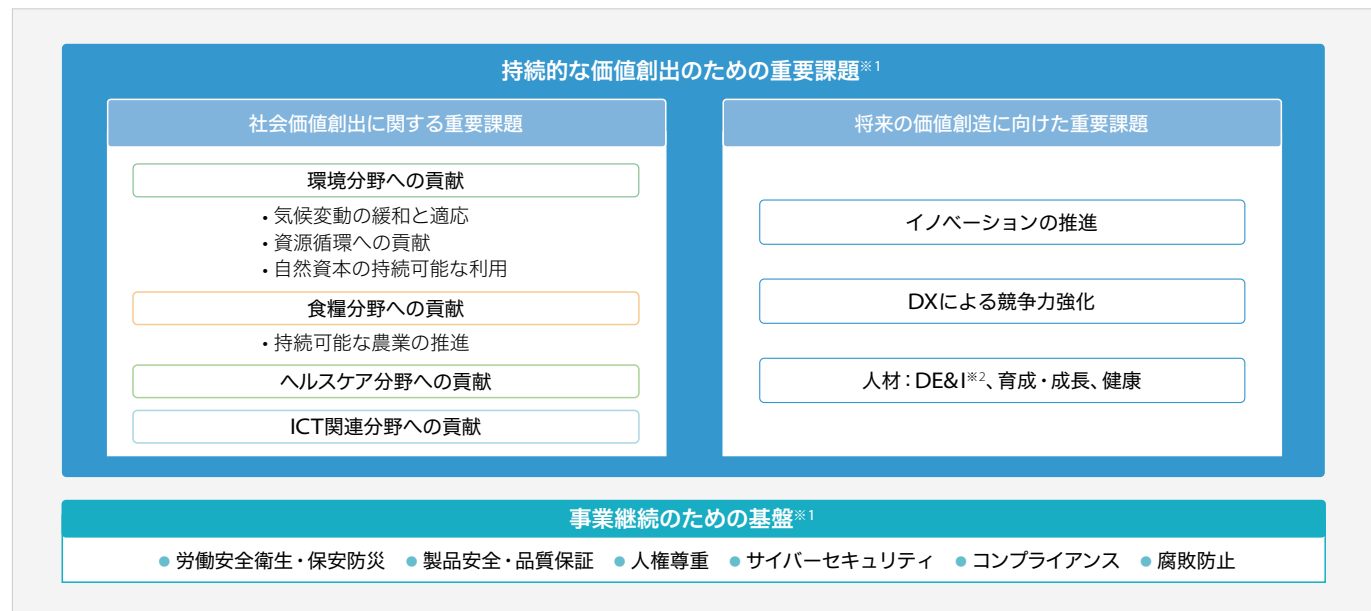 持続的な価値創出のための重要課題※1
社会価値創出に関する重要課題
環境分野への貢献
・気候変動の緩和と適応
・資源循環への貢献
・自然資本の持続可能な利用
食糧分野への貢献
・持続可能な農業の推進
ヘルスケア分野への貢献
ICT関連分野への貢献
将来の価値創造に向けた重要課題
イノベーションの推進
DXによる競争力強化
人材：DE&I※2、育成・成長、健康
事業継続のための基盤※1
●労働安全衛生・保安防災 ●製品安全・品質保証 ●人権尊重 ●サイバーセキュリティ ●コンプライアンス ●腐敗防止